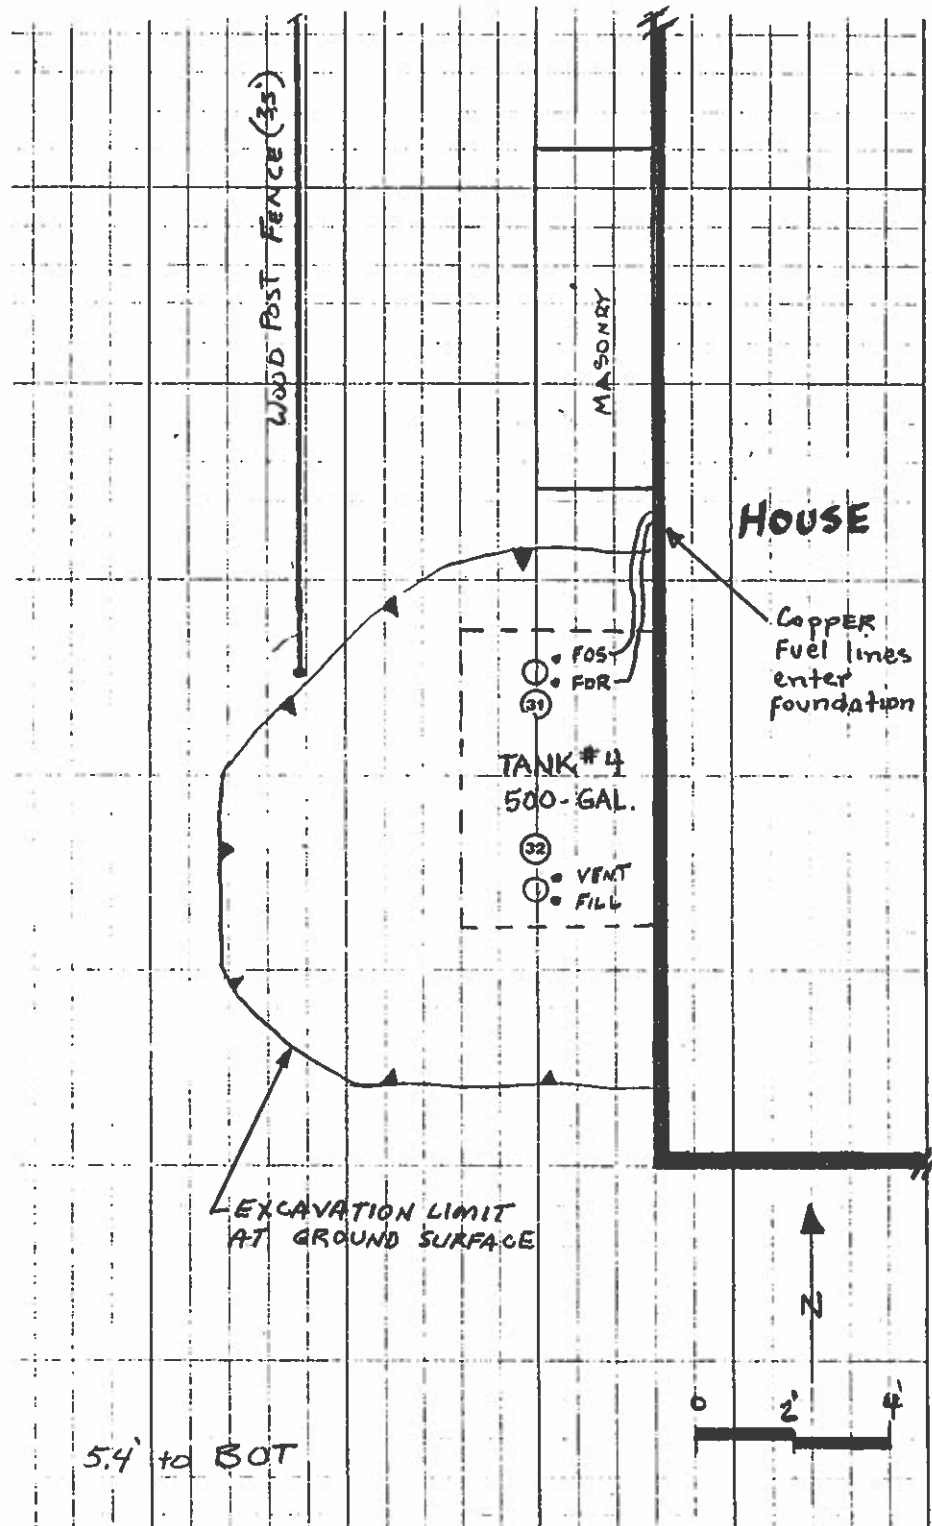 WOOD POST FENCE (35')
MASONRY
HOUSE
COPPER
Fuel lines
enter
foundation
FOS
FOR
31
TANK #4
500-GAL.
32
VENT
FILL
EXCAVATION LIMIT
AT GROUND SURFACE
N
0 2' 4'
5.4' to BOT